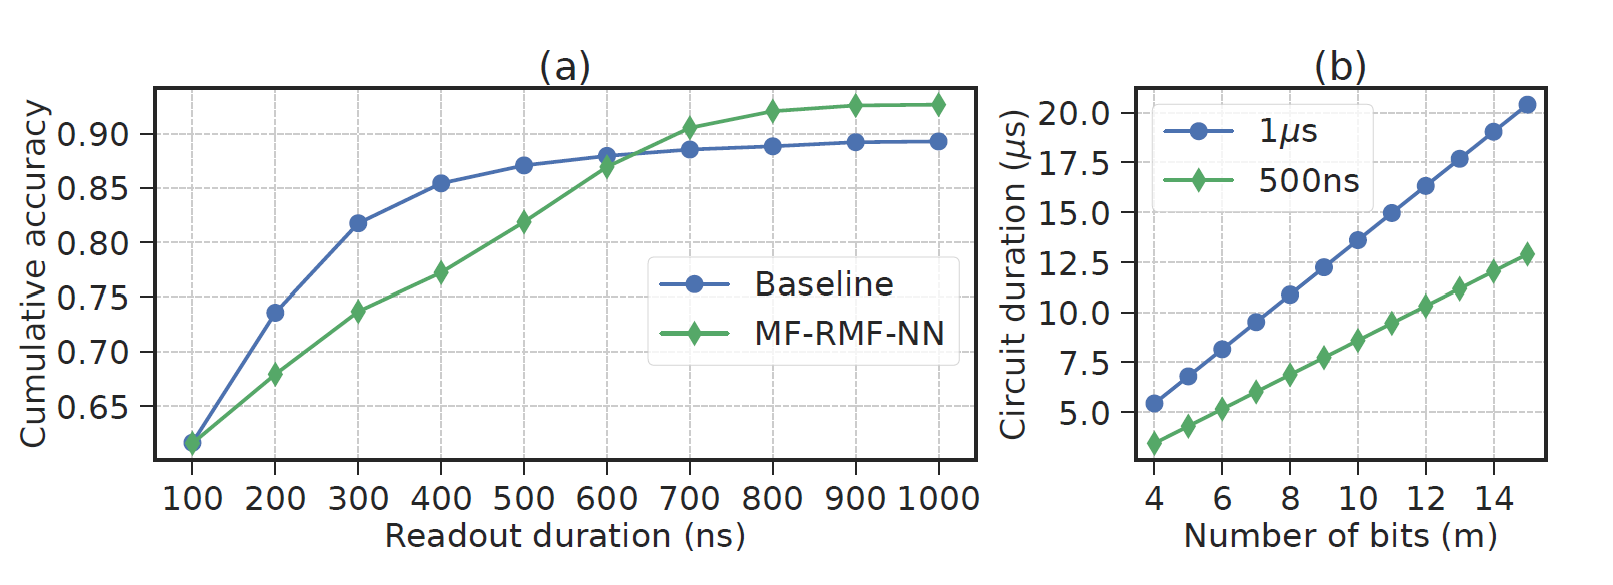 (a)
Cumulative accuracy
0.90
0.85
0.80
0.75
0.70
0.65
Baseline
MF-RMF-NN
100 200 300 400 500 600 700 800 900 1000
Readout duration (ns)
(b)
Circuit duration (μs)
20.0
17.5
15.0
12.5
10.0
7.5
5.0
1μs
500ns
4 6 8 10 12 14
Number of bits (m)